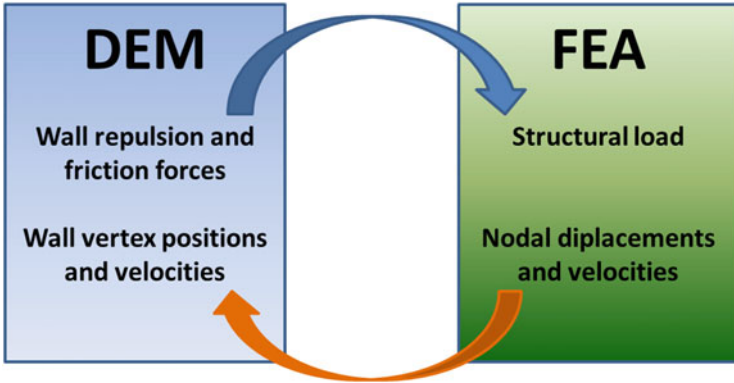 DEM
Wall repulsion and
friction forces
Wall vertex positions
and velocities
FEA
Structural load
Nodal diplacements
and velocities